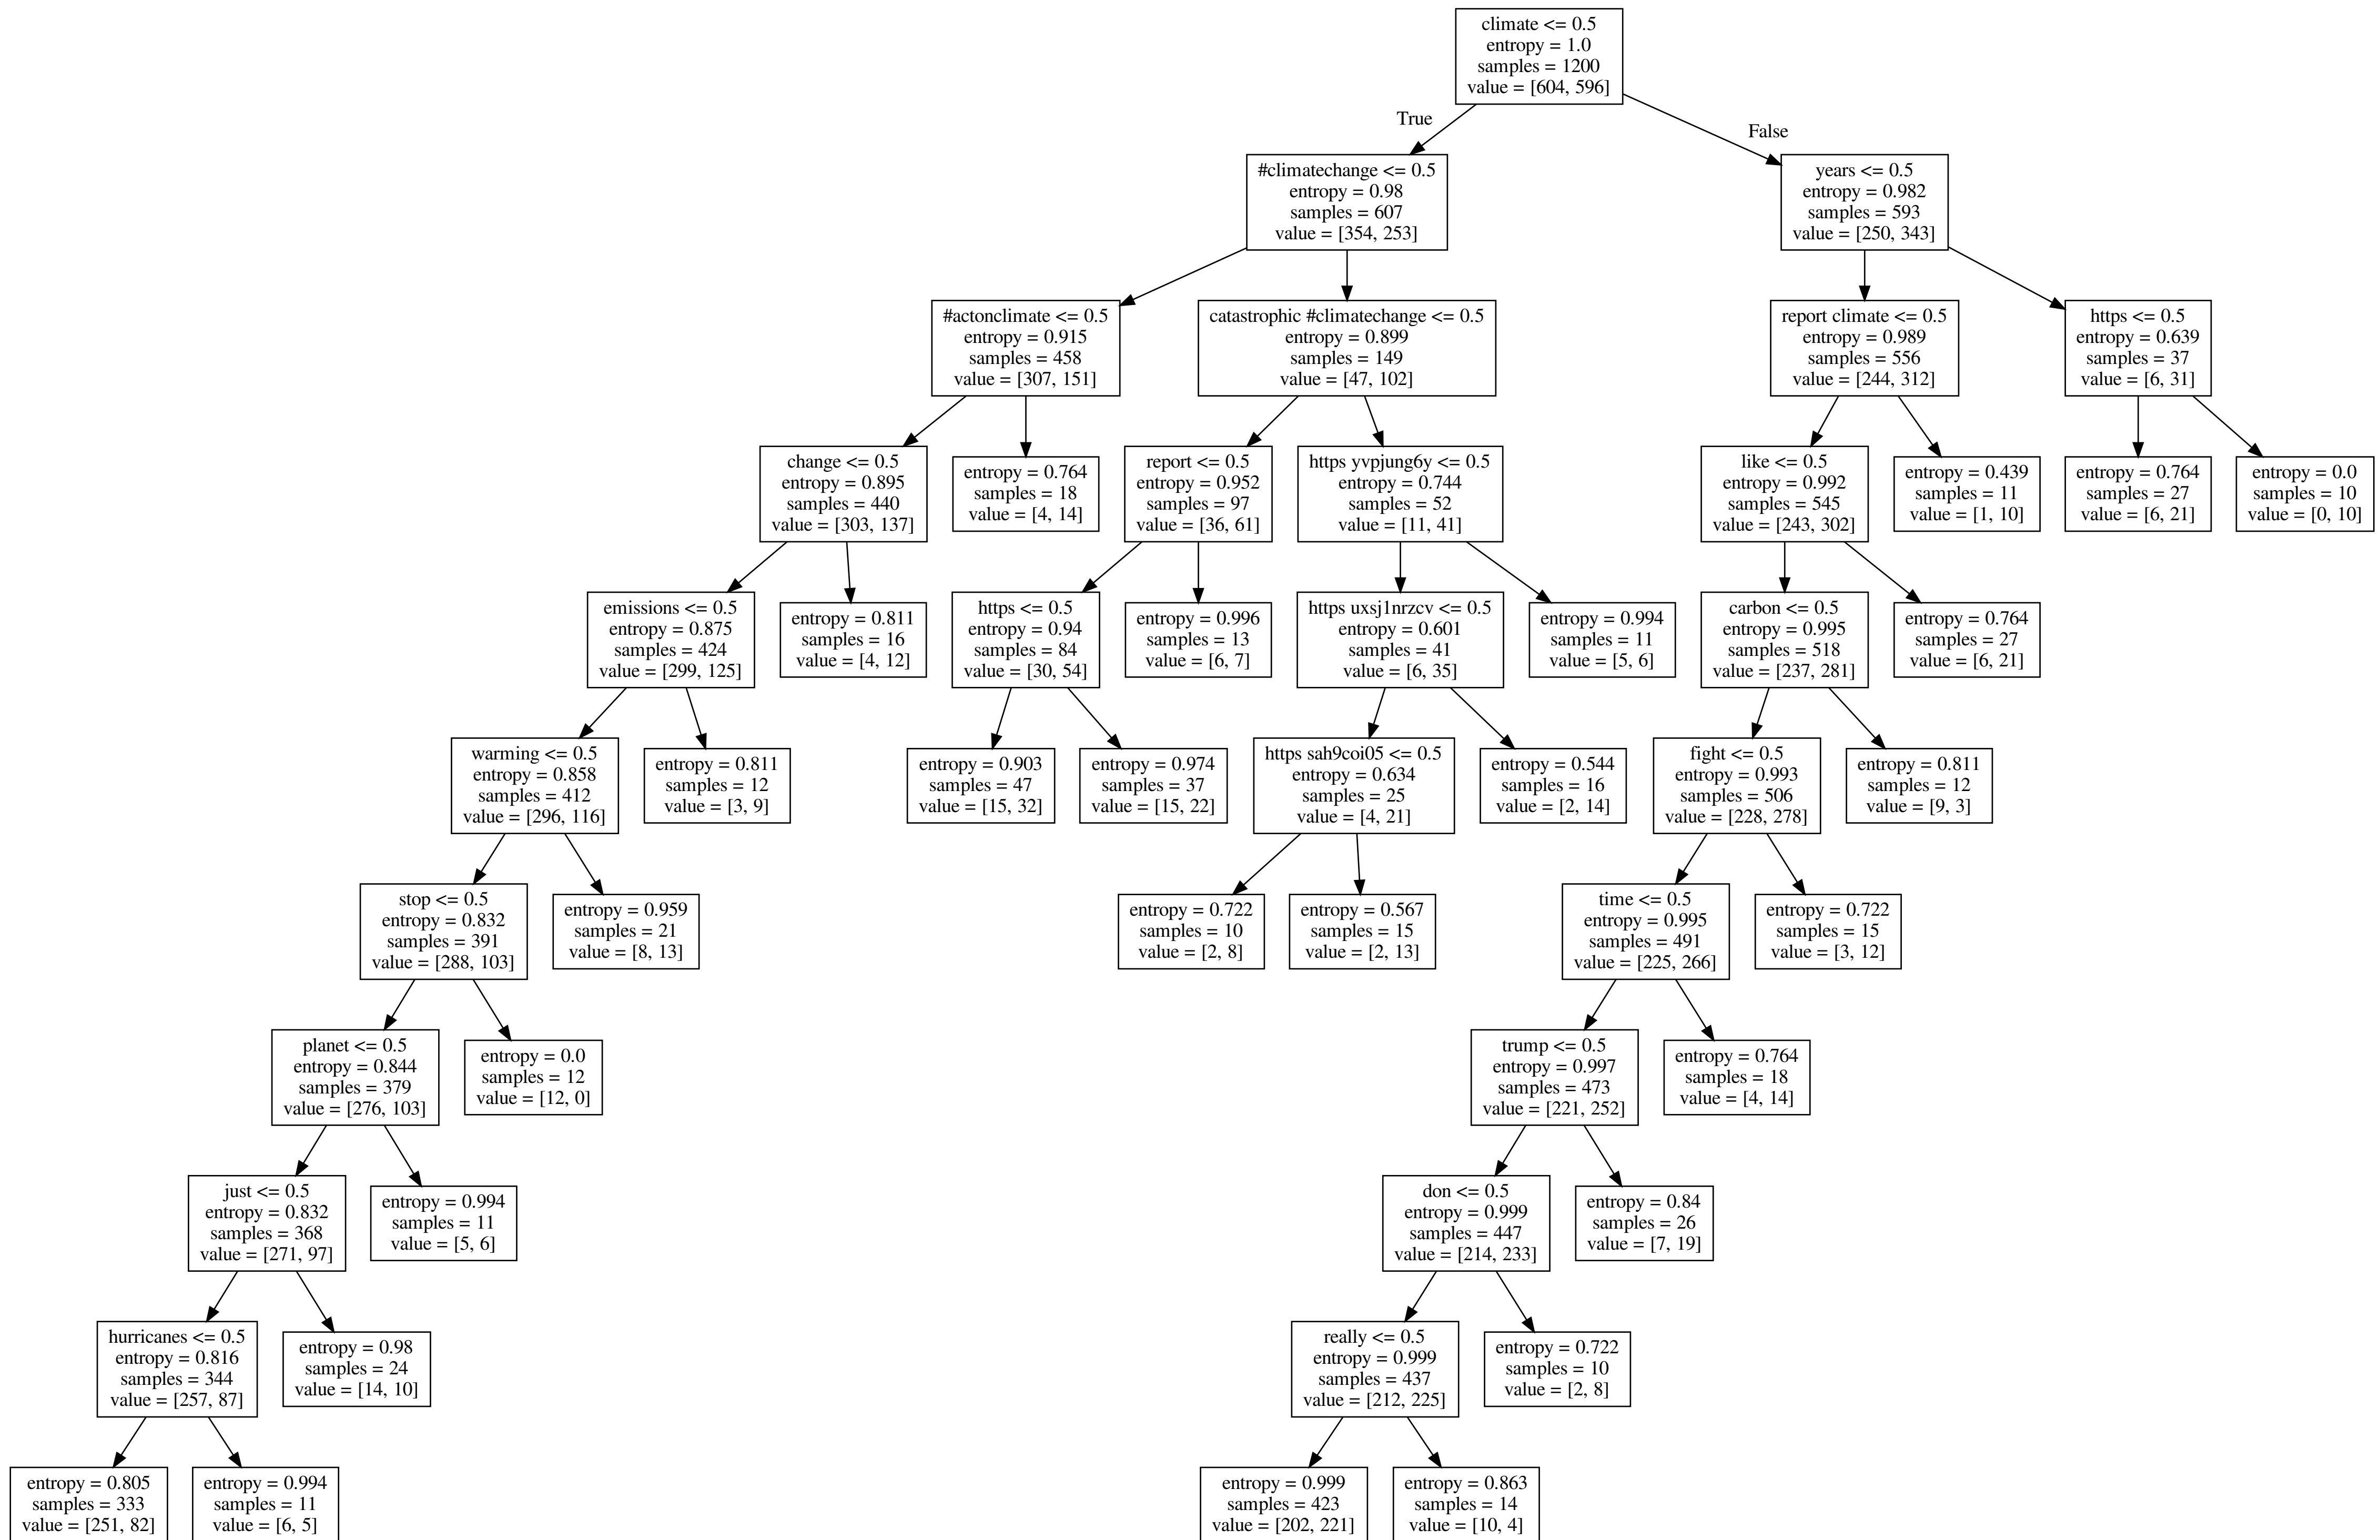 climate <= 0.5
entropy = 1.0
samples = 1200
value = [604, 596]
True
False
#climatechange <= 0.5
entropy = 0.98
samples = 607
value = [354, 253]
years <= 0.5
entropy = 0.982
samples = 593
value = [250, 343]
#actonclimate <= 0.5
entropy = 0.915
samples = 458
value = [307, 151]
catastrophic #climatechange <= 0.5
entropy = 0.899
samples = 149
value = [47, 102]
report climate <= 0.5
entropy = 0.989
samples = 556
value = [244, 312]
https <= 0.5
entropy = 0.639
samples = 37
value = [6, 31]
change <= 0.5
entropy = 0.895
samples = 440
value = [303, 137]
entropy = 0.764
samples = 18
value = [4, 14]
report <= 0.5
entropy = 0.952
samples = 97
value = [36, 61]
https yvpjung6y <= 0.5
entropy = 0.744
samples = 52
value = [11, 41]
like <= 0.5
entropy = 0.992
samples = 545
value = [243, 302]
entropy = 0.439
samples = 11
value = [1, 10]
entropy = 0.764
samples = 27
value = [6, 21]
entropy = 0.0
samples = 10
value = [0, 10]
emissions <= 0.5
entropy = 0.875
samples = 424
value = [299, 125]
entropy = 0.811
samples = 16
value = [4, 12]
https <= 0.5
entropy = 0.94
samples = 84
value = [30, 54]
entropy = 0.996
samples = 13
value = [6, 7]
https uxsj1nrzcv <= 0.5
entropy = 0.601
samples = 41
value = [6, 35]
entropy = 0.994
samples = 11
value = [5, 6]
carbon <= 0.5
entropy = 0.995
samples = 518
value = [237, 281]
entropy = 0.764
samples = 27
value = [6, 21]
warming <= 0.5
entropy = 0.858
samples = 412
value = [296, 116]
entropy = 0.811
samples = 12
value = [3, 9]
entropy = 0.903
samples = 47
value = [15, 32]
entropy = 0.974
samples = 37
value = [15, 22]
https sah9coi05 <= 0.5
entropy = 0.634
samples = 25
value = [4, 21]
entropy = 0.544
samples = 16
value = [2, 14]
fight <= 0.5
entropy = 0.993
samples = 506
value = [228, 278]
entropy = 0.811
samples = 12
value = [9, 3]
stop <= 0.5
entropy = 0.832
samples = 391
value = [288, 103]
entropy = 0.959
samples = 21
value = [8, 13]
entropy = 0.722
samples = 10
value = [2, 8]
entropy = 0.567
samples = 15
value = [2, 13]
time <= 0.5
entropy = 0.995
samples = 491
value = [225, 266]
entropy = 0.722
samples = 15
value = [3, 12]
planet <= 0.5
entropy = 0.844
samples = 379
value = [276, 103]
entropy = 0.0
samples = 12
value = [12, 0]
trump <= 0.5
entropy = 0.997
samples = 473
value = [221, 252]
entropy = 0.764
samples = 18
value = [4, 14]
just <= 0.5
entropy = 0.832
samples = 368
value = [271, 97]
entropy = 0.994
samples = 11
value = [5, 6]
don <= 0.5
entropy = 0.999
samples = 447
value = [214, 233]
entropy = 0.84
samples = 26
value = [7, 19]
hurricanes <= 0.5
entropy = 0.816
samples = 344
value = [257, 87]
entropy = 0.98
samples = 24
value = [14, 10]
really <= 0.5
entropy = 0.999
samples = 437
value = [212, 225]
entropy = 0.722
samples = 10
value = [2, 8]
entropy = 0.805
samples = 333
value = [251, 82]
entropy = 0.994
samples = 11
value = [6, 5]
entropy = 0.999
samples = 423
value = [202, 221]
entropy = 0.863
samples = 14
value = [10, 4]